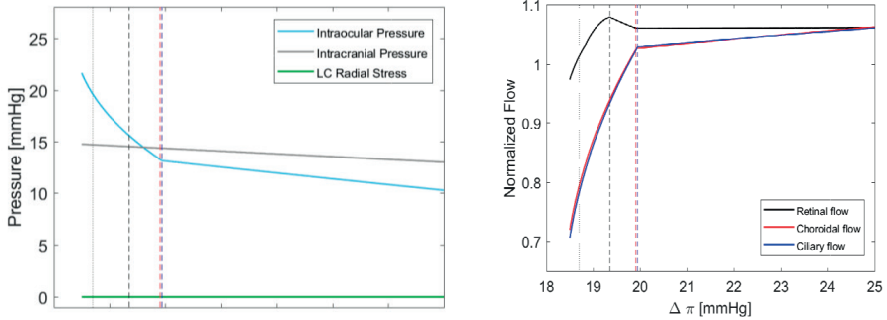 25
20
15
10
5
0
Pressure [mmHg]
Intraocular Pressure
Intracranial Pressure
LC Radial Stress
1.1
1
0.9
0.8
0.7
Normalized Flow
Retinal flow
Choroidal flow
Ciliary flow
18 19 20 21 22 23 24 25
Δ π [mmHg]